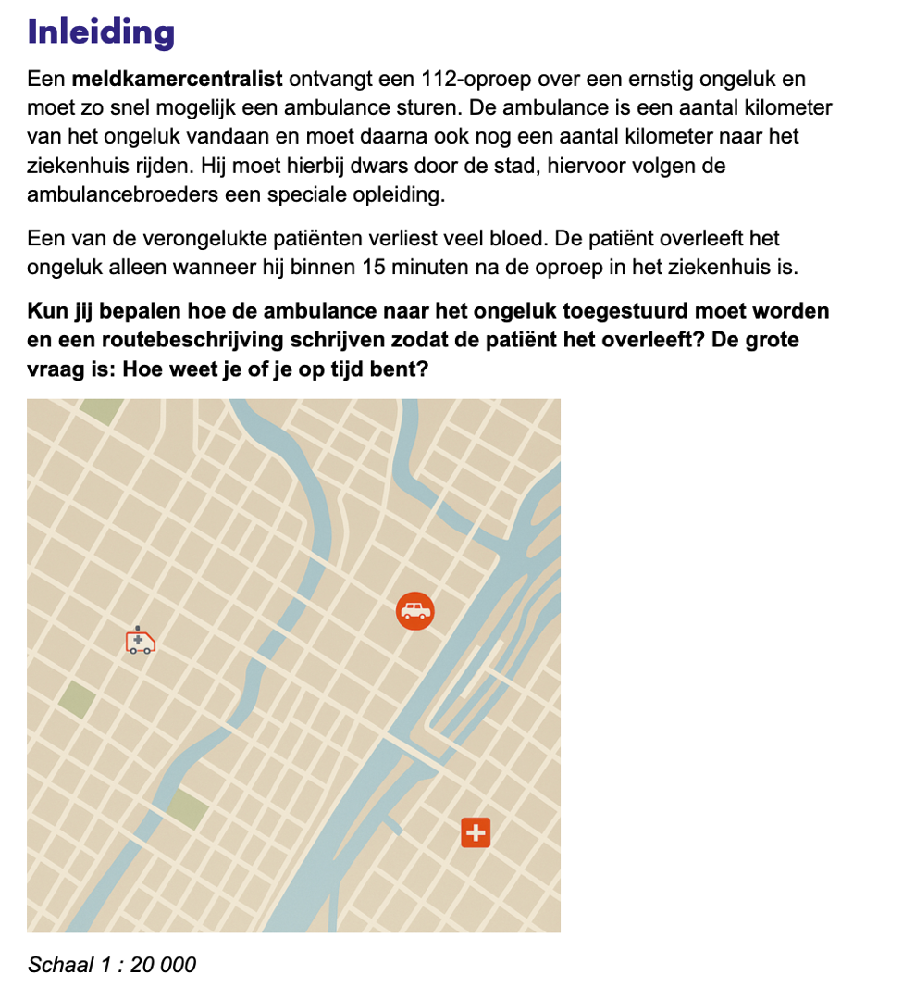 Inleiding
Een meldkamercentralist ontvangt een 112-oproep over een ernstig ongeluk en
moet zo snel mogelijk een ambulance sturen. De ambulance is een aantal kilometer
van het ongeluk vandaan en moet daarna ook nog een aantal kilometer naar het
ziekenhuis rijden. Hij moet hierbij dwars door de stad, hiervoor volgen de
ambulancebroeders een speciale opleiding.
Een van de verongelukte patiënten verliest veel bloed. De patiënt overleeft het
ongeluk alleen wanneer hij binnen 15 minuten na de oproep in het ziekenhuis is.
Kun jij bepalen hoe de ambulance naar het ongeluk toegestuurd moet worden
en een routebeschrijving schrijven zodat de patiënt het overleeft? De grote
vraag is: Hoe weet je of je op tijd bent?
Schaal 1 : 20 000